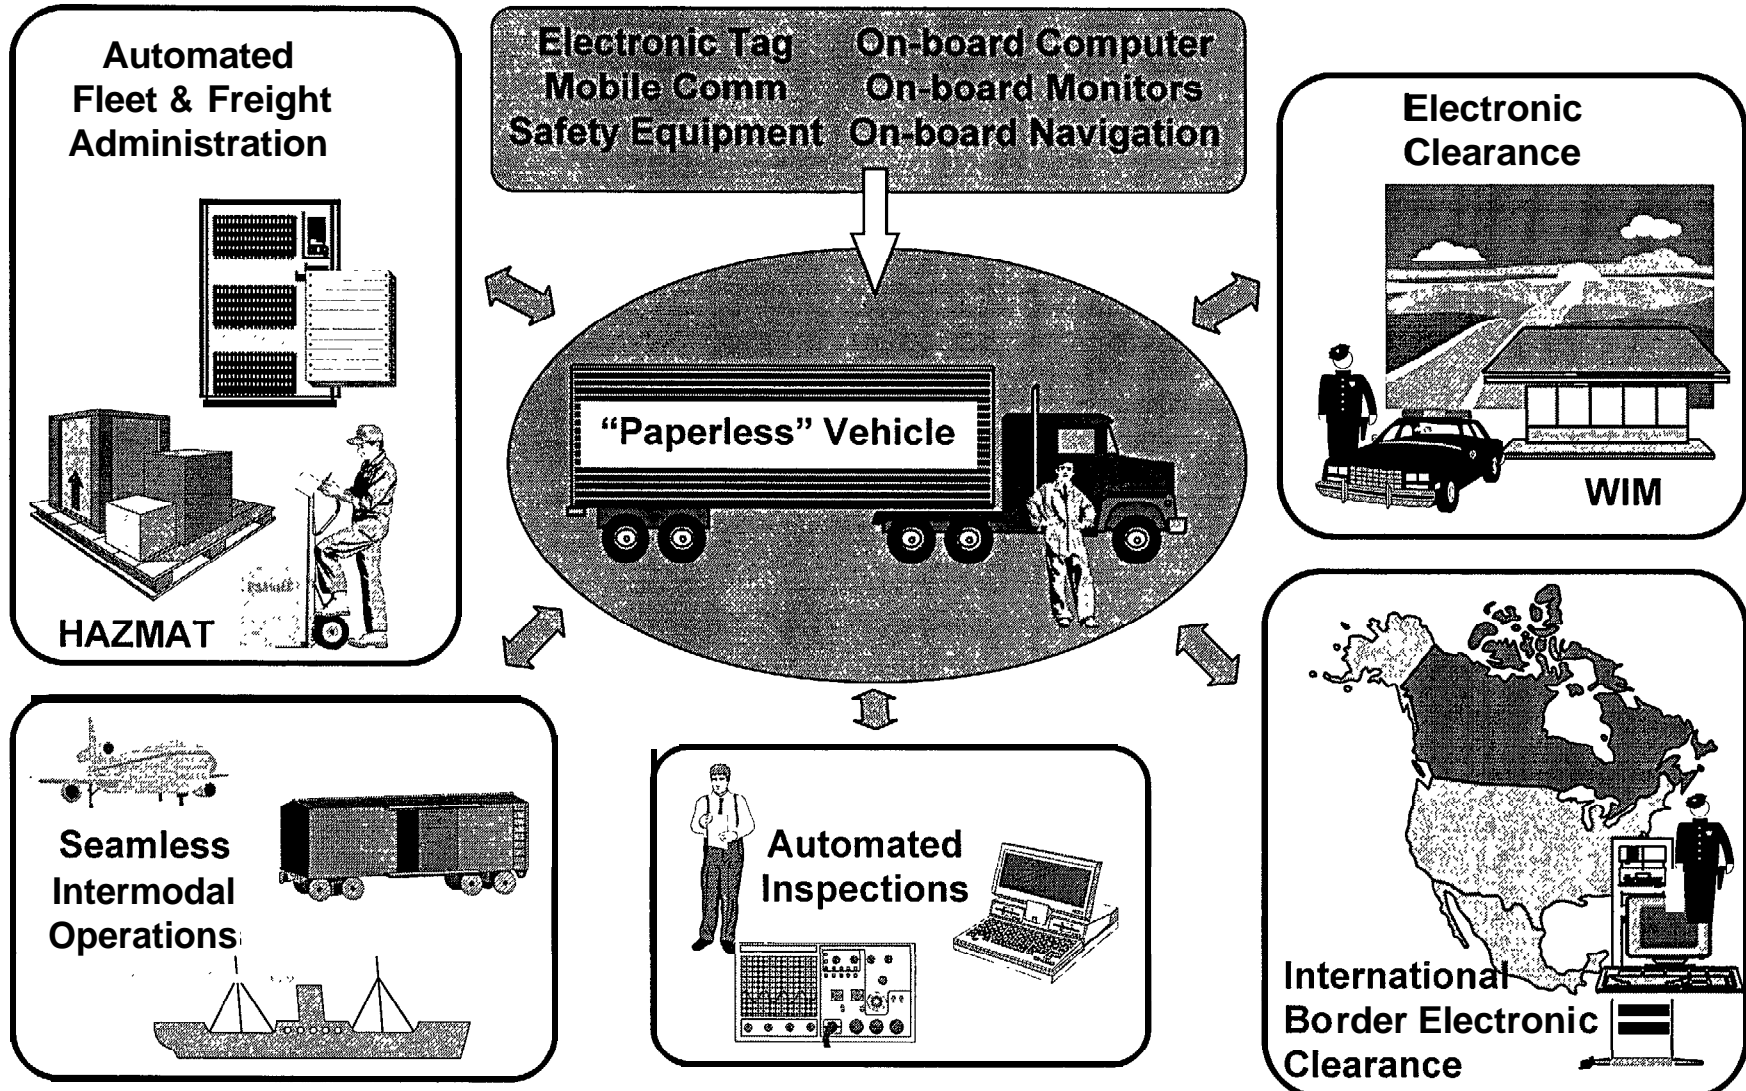 Automated
Fleet & Freight
Administration
HAZMAT
Electronic Tag On-board Computer
Mobile Comm On-board Monitors
Safety Equipment On-board Navigation
Electronic
Clearance
WIM
“Paperless” Vehicle
Seamless
Intermodal
Operations
Automated
Inspections
International
Border Electronic
Clearance